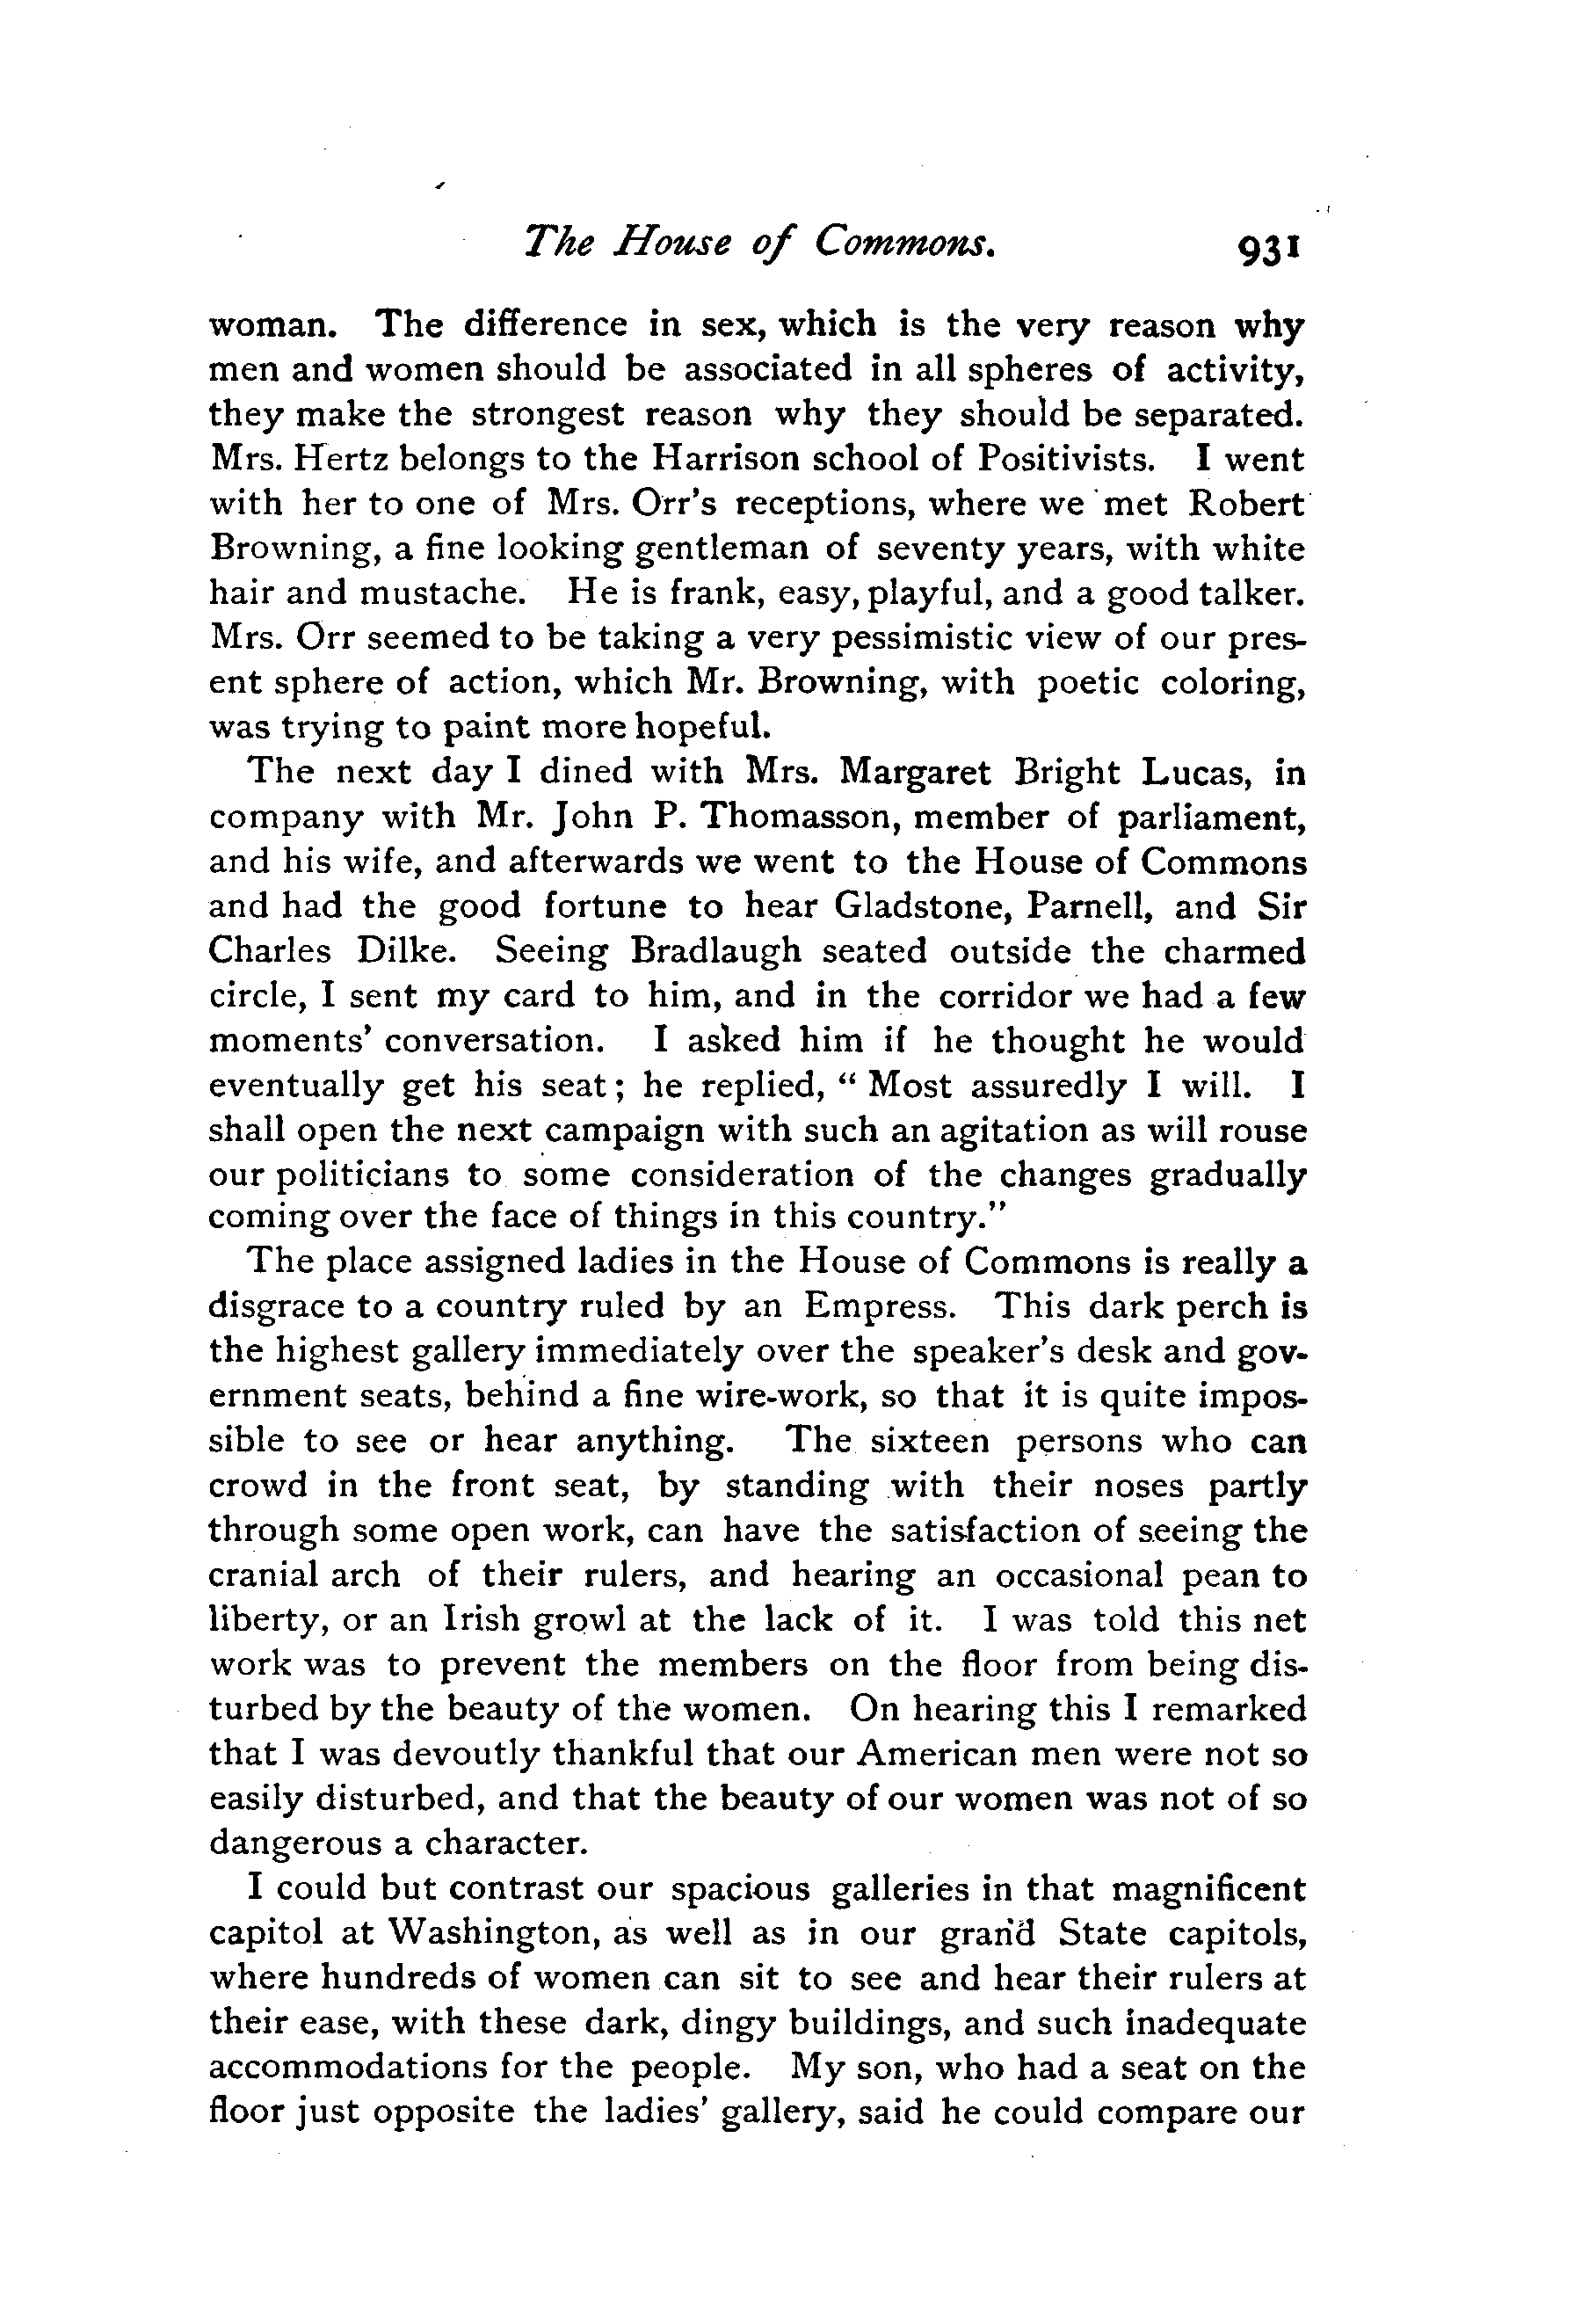 The House of Commons. 931
woman. The difference in sex, which is the very reason why
men and women should be associated in all spheres of activity,
they make the strongest reason why they should be separated.
Mrs. Hertz belongs to the Harrison school of Positivists. I went
with her to one of Mrs. Orr's receptions, where we met Robert
Browning, a fine looking gentleman of seventy years, with white
hair and mustache. He is frank, easy, playful, and a good talker.
Mrs. Orr seemed to be taking a very pessimistic view of our pres-
ent sphere of action, which Mr. Browning, with poetic coloring,
was trying to paint more hopeful.
The next day I dined with Mrs. Margaret Bright Lucas, in
company with Mr. John P. Thomasson, member of parliament,
and his wife, and afterwards we went to the House of Commons
and had the good fortune to hear Gladstone, Parnell, and Sir
Charles Dilke. Seeing Bradlaugh seated outside the charmed
circle, I sent my card to him, and in the corridor we had a few
moments' conversation. I asked him if he thought he would
eventually get his seat; he replied, "Most assuredly I will. I
shall open the next campaign with such an agitation as will rouse
our politicians to some consideration of the changes gradually
coming over the face of things in this country."
The place assigned ladies in the House of Commons is really a
disgrace to a country ruled by an Empress. This dark perch is
the highest gallery immediately over the speaker's desk and gov-
ernment seats, behind a fine wire-work, so that it is quite impos-
sible to see or hear anything. The sixteen persons who can
crowd in the front seat, by standing with their noses partly
through some open work, can have the satisfaction of seeing the
cranial arch of their rulers, and hearing an occasional pean to
liberty, or an Irish growl at the lack of it. I was told this net
work was to prevent the members on the floor from being dis-
turbed by the beauty of the women. On hearing this I remarked
that I was devoutly thankful that our American men were not so
easily disturbed, and that the beauty of our women was not of so
dangerous a character.
I could but contrast our spacious galleries in that magnificent
capitol at Washington, as well as in our grand State capitols,
where hundreds of women can sit to see and hear their rulers at
their ease, with these dark, dingy buildings, and such inadequate
accommodations for the people. My son, who had a seat on the
floor just opposite the ladies' gallery, said he could compare our